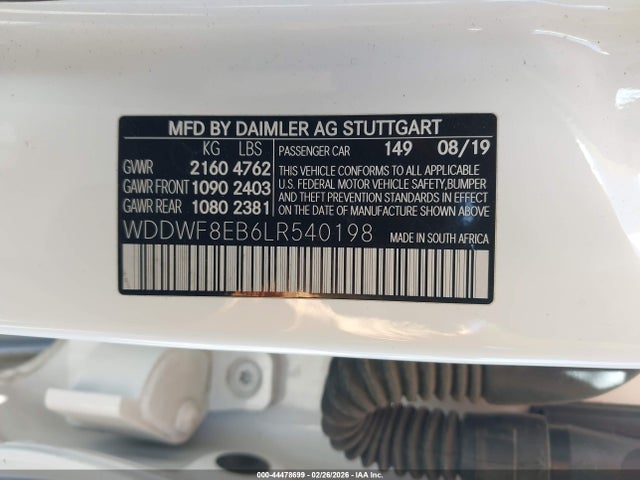 MFD BY DAIMLER AG STUTTGART
KG LBS PASSENGER CAR 149 08/19
GVWR 2160 4762
GAWR FRONT 1090 2403
GAWR REAR 1080 2381
THIS VEHICLE CONFORMS TO ALL APPLICABLE
U.S. FEDERAL MOTOR VEHICLE SAFETY,BUMPER
AND THEFT PREVENTION STANDARDS IN EFFECT
ON THE DATE OF MANUFACTURE SHOWN ABOVE
WDDWF8EB6LR540198 MADE IN SOUTH AFRICA
000-44478699 - 02/26/2026 - IAAI.COM